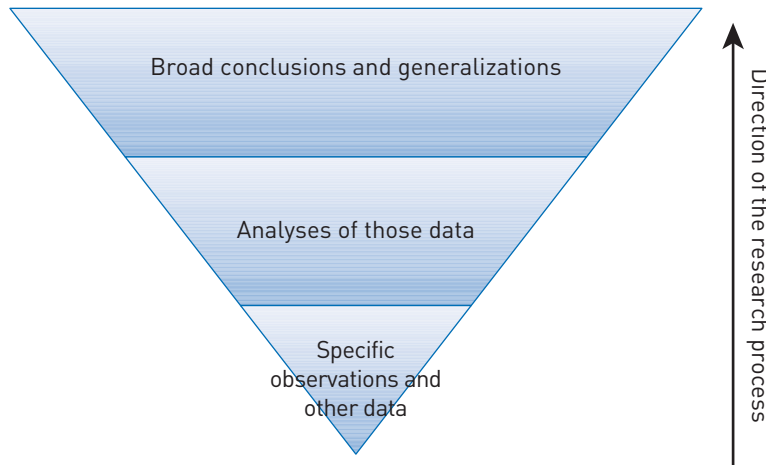 Broad conclusions and generalizations
Analyses of those data
Specific
observations and
other data
Direction of the research process